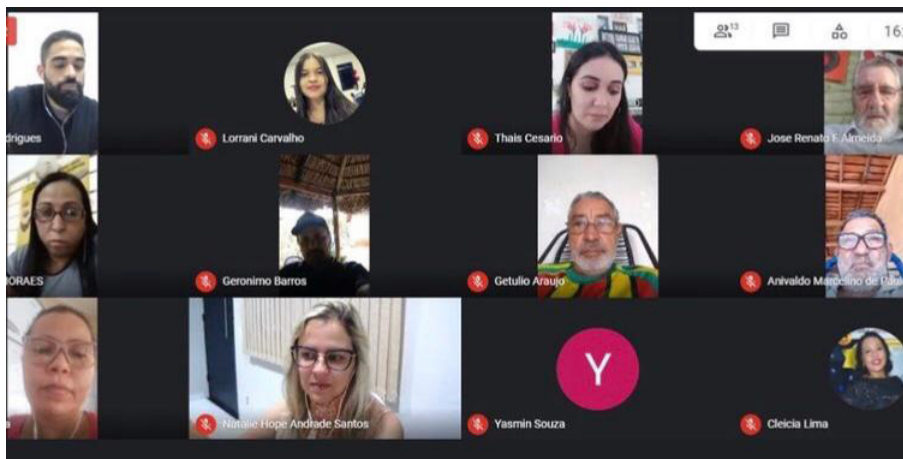 13
16:
drigues
Lorrani Carvalho
Thais Cesario
Jose Renato F Almeida
ORAES
Geronimo Barros
Getulio Araujo
Anivaldo Marcelino de Paul
a
Natalie Hope Andrade Santos
Y
Yasmin Souza
Cleicia Lima